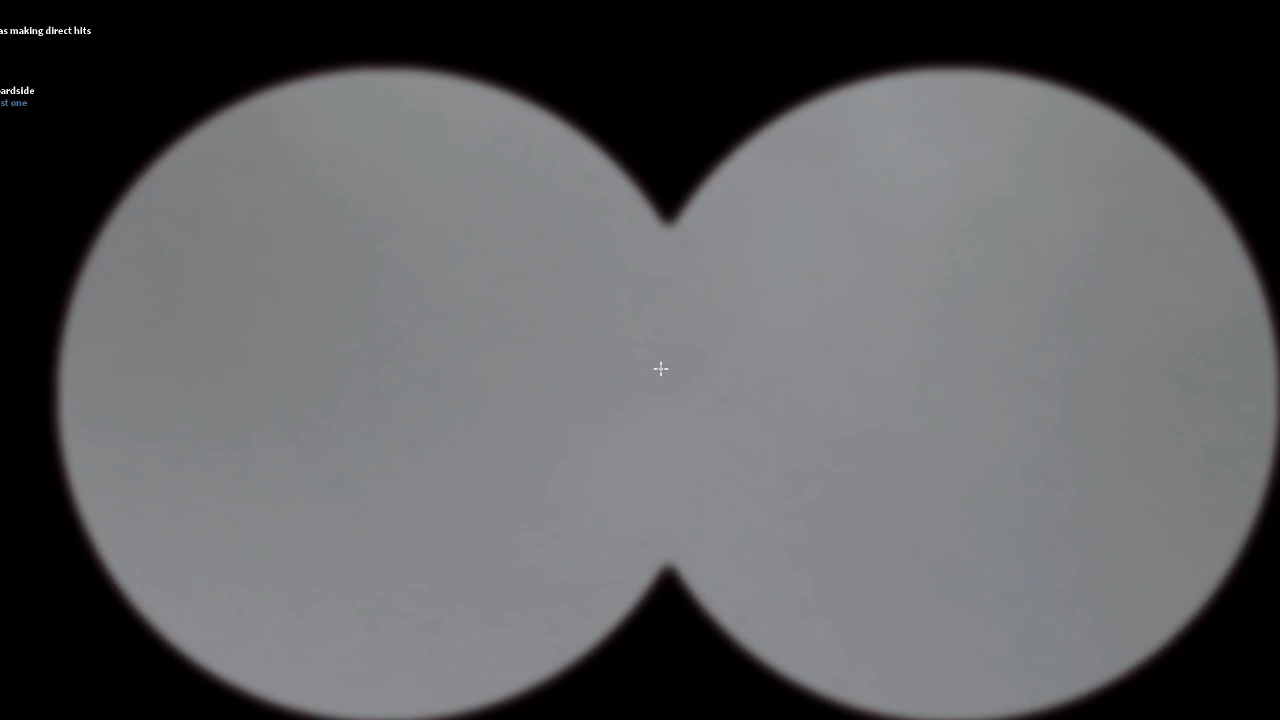 as making direct hits
ardside
st one